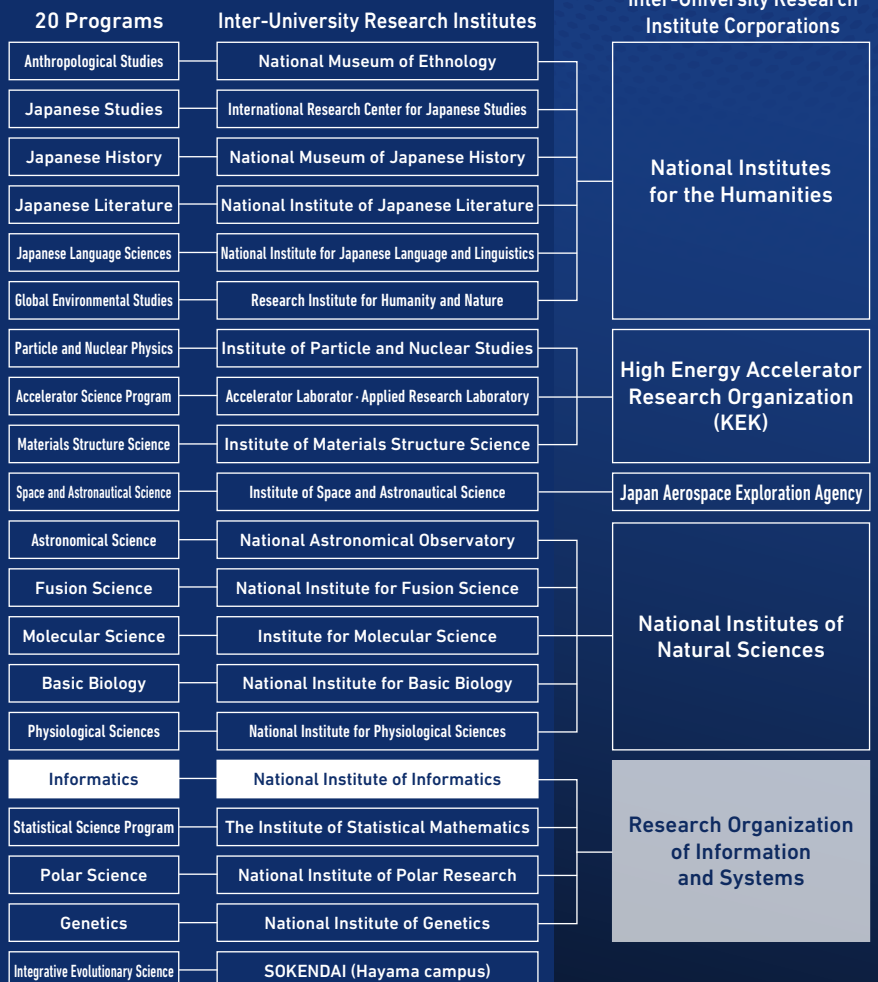 20 Programs
Inter-University Research Institutes
Inter-University Research
Institute Corporations
Anthropological Studies
National Museum of Ethnology
Japanese Studies
International Research Center for Japanese Studies
Japanese History
National Museum of Japanese History
Japanese Literature
National Institute of Japanese Literature
Japanese Language Sciences
National Institute for Japanese Language and Linguistics
Global Environmental Studies
Research Institute for Humanity and Nature
National Institutes
for the Humanities
Particle and Nuclear Physics
Institute of Particle and Nuclear Studies
Accelerator Science Program
Accelerator Laborator · Applied Research Laboratory
Materials Structure Science
Institute of Materials Structure Science
High Energy Accelerator
Research Organization
(KEK)
Space and Astronautical Science
Institute of Space and Astronautical Science
Japan Aerospace Exploration Agency
Astronomical Science
National Astronomical Observatory
Fusion Science
National Institute for Fusion Science
Molecular Science
Institute for Molecular Science
Basic Biology
National Institute for Basic Biology
Physiological Sciences
National Institute for Physiological Sciences
National Institutes of
Natural Sciences
Informatics
National Institute of Informatics
Statistical Science Program
The Institute of Statistical Mathematics
Polar Science
National Institute of Polar Research
Genetics
National Institute of Genetics
Research Organization
of Information
and Systems
Integrative Evolutionary Science
SOKENDAI (Hayama campus)